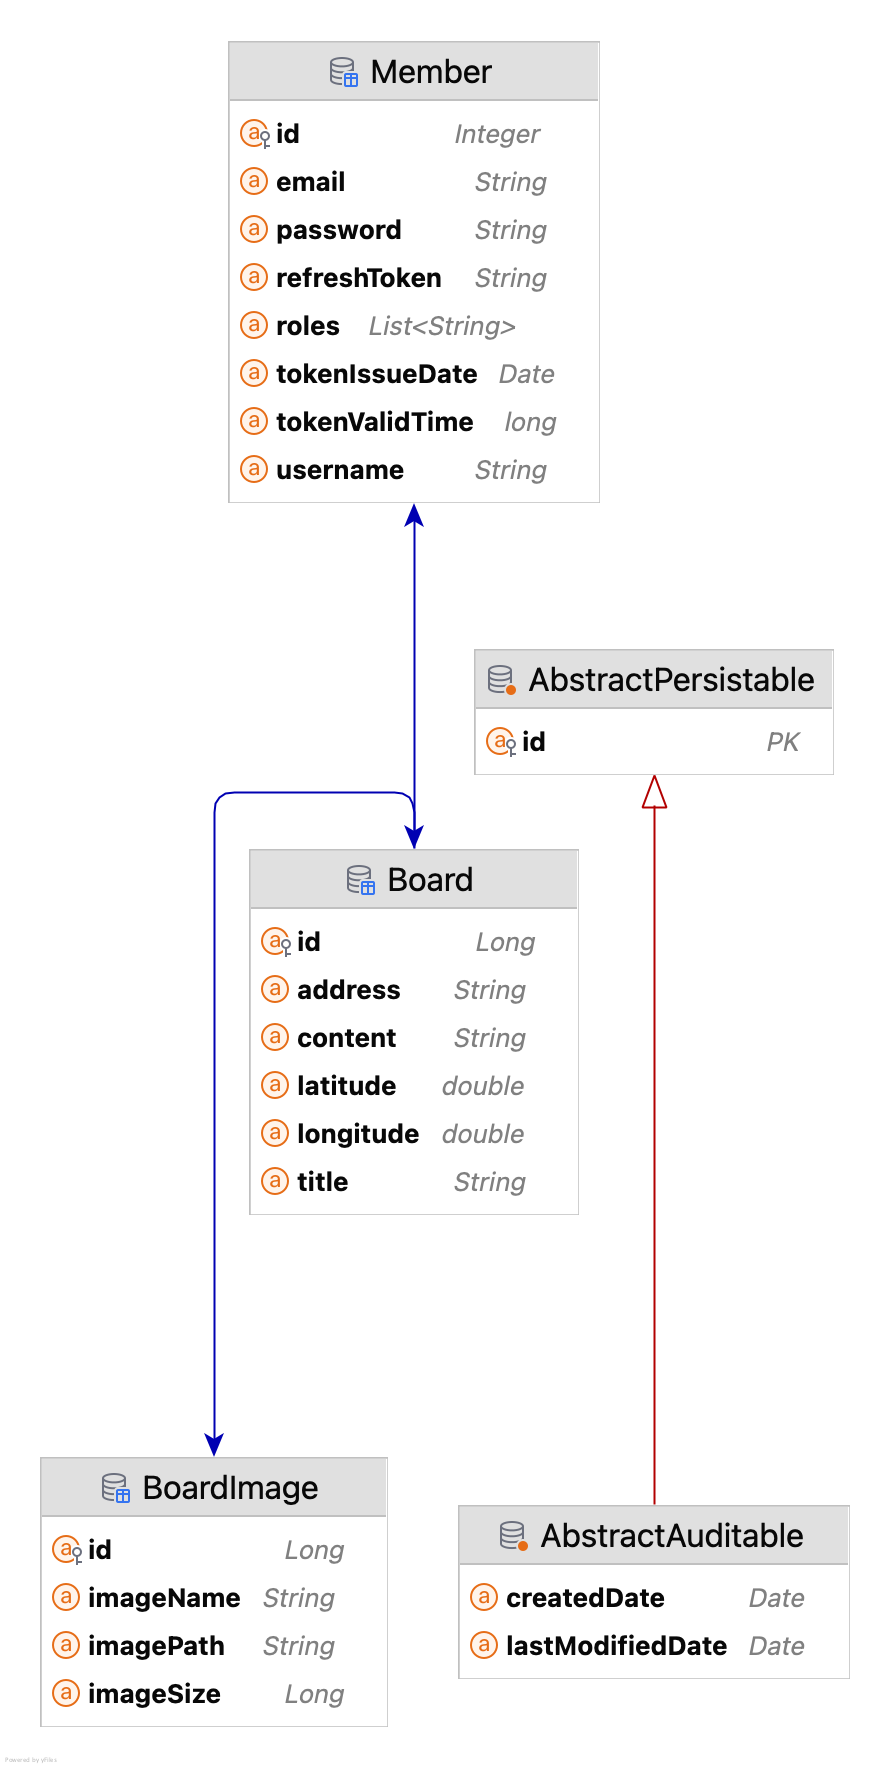 Member
id Integer
email String
password String
refreshToken String
roles List<String>
tokenIssueDate Date
tokenValidTime long
username String
AbstractPersistable
id PK
Board
id Long
address String
content String
latitude double
longitude double
title String
BoardImage
id Long
imageName String
imagePath String
imageSize Long
AbstractAuditable
createdDate Date
lastModifiedDate Date
Powered by yFiles